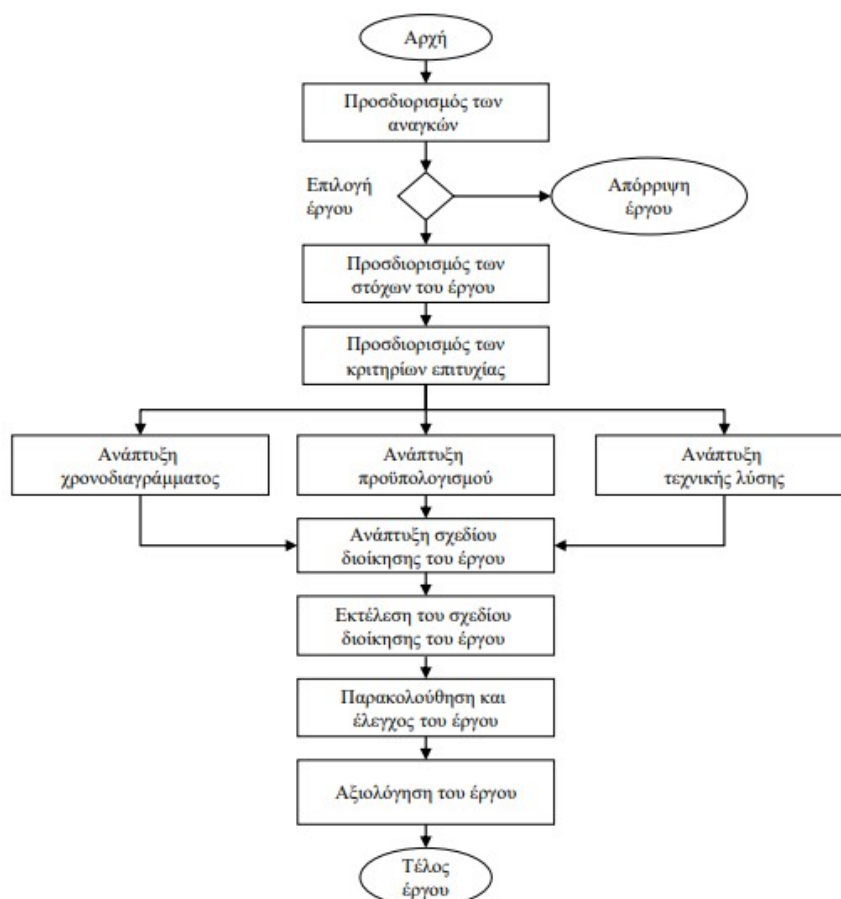 Αρχή
Προσδιορισμός των
αναγκών
Επιλογή
έργου
Απόρριψη
έργου
Προσδιορισμός των
στόχων του έργου
Προσδιορισμός των
κριτηρίων επιτυχίας
Ανάπτυξη
χρονοδιαγράμματος
Ανάπτυξη
προϋπολογισμού
Ανάπτυξη
τεχνικής λύσης
Ανάπτυξη σχεδίου
διοίκησης του έργου
Εκτέλεση του σχεδίου
διοίκησης του έργου
Παρακολούθηση και
έλεγχος του έργου
Αξιολόγηση του έργου
Τέλος
έργου